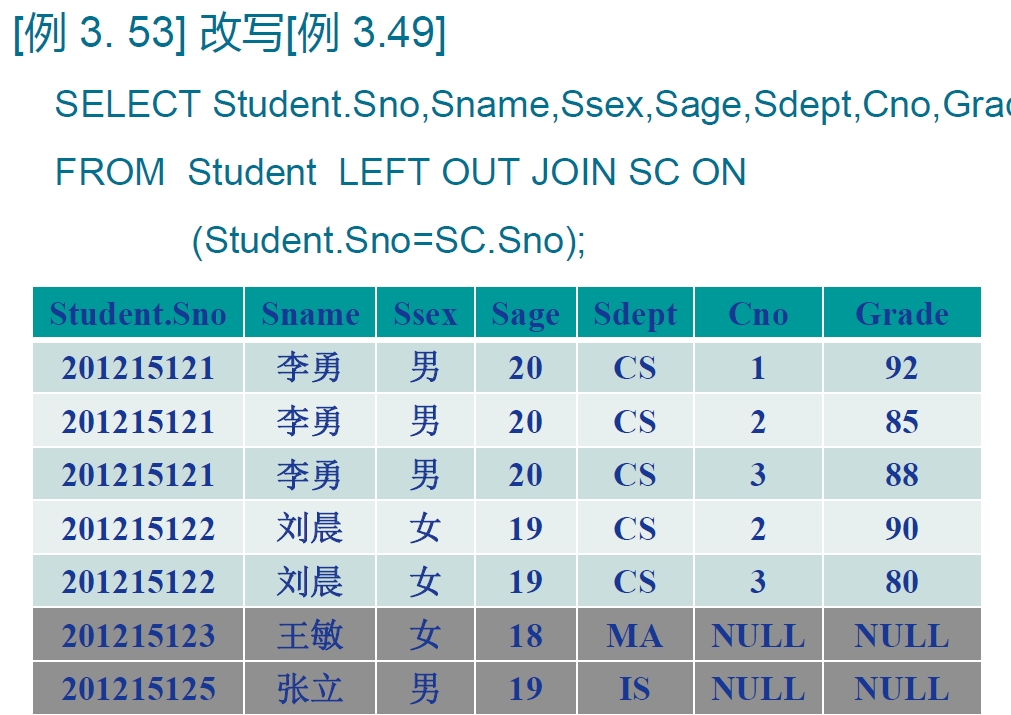 [例 3. 53] 改写[例 3.49]
SELECT Student.Sno,Sname,Ssex,Sage,Sdept,Cno,Grad
FROM Student LEFT OUT JOIN SC ON
(Student.Sno=SC.Sno);
Student.Sno Sname Ssex Sage Sdept Cno Grade
201215121 李勇 男 20 CS 1 92
201215121 李勇 男 20 CS 2 85
201215121 李勇 男 20 CS 3 88
201215122 刘晨 女 19 CS 2 90
201215122 刘晨 女 19 CS 3 80
201215123 王敏 女 18 MA NULL NULL
201215125 张立 男 19 IS NULL NULL